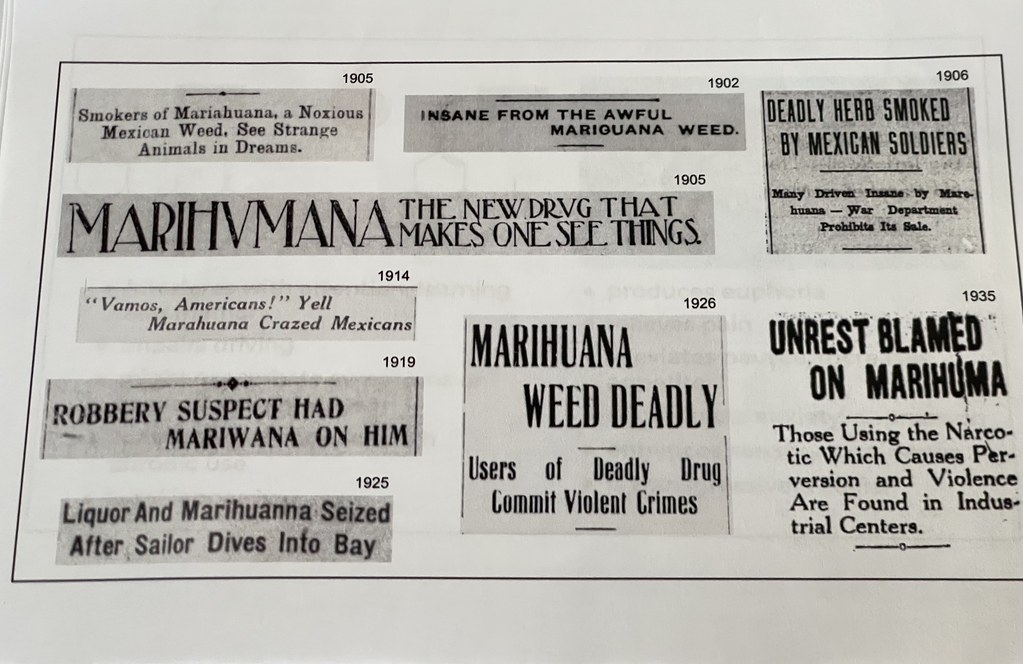 1905
Smokers of Mariahuana, a Noxious
Mexican Weed, See Strange
Animals in Dreams.
1902
INSANE FROM THE AWFUL
MARIGUANA WEED.
1906
DEADLY HERB SMOKED
BY MEXICAN SOLDIERS
Many Driven Insane by Mare-
huana — War Department
Prohibits Its Sale.
1905
MARIHVMANA THE NEW DRVG THAT
MAKES ONE SEE THINGS.
1914
"Vamos, Americans!" Yell
Marahuana Crazed Mexicans
1919
ROBBERY SUSPECT HAD
MARIWANA ON HIM
1925
Liquor And Marihuanna Seized
After Sailor Dives Into Bay
1926
MARIHUANA
WEED DEADLY
Users of Deadly Drug
Commit Violent Crimes
1935
UNREST BLAMED
ON MARIHUMA
Those Using the Narco-
tic Which Causes Per-
version and Violence
Are Found in Indus-
trial Centers.